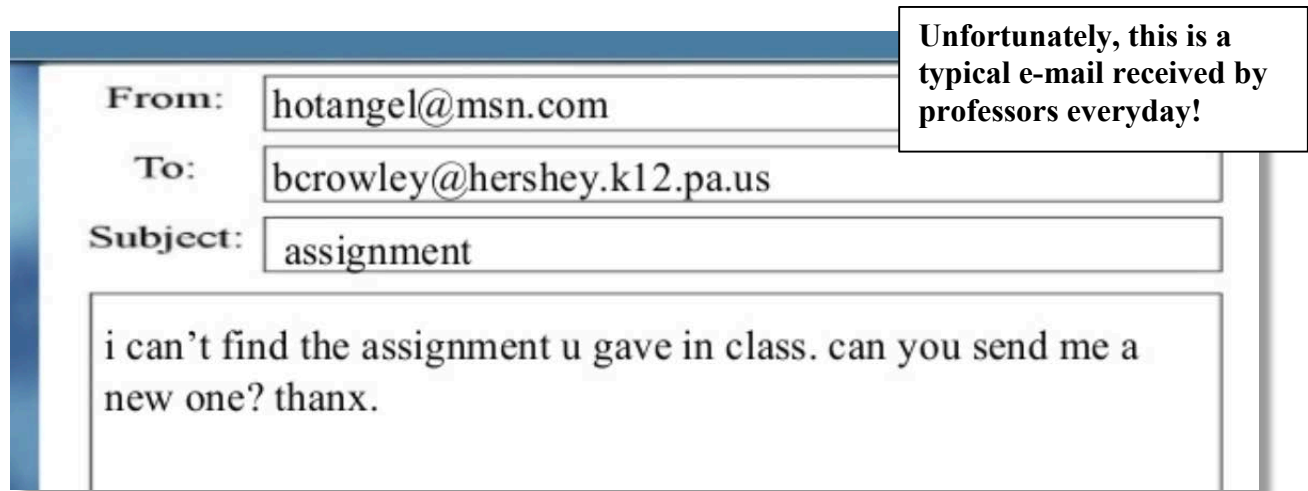 Unfortunately, this is a
typical e-mail received by
professors everyday!
From: hotangel@msn.com
To: bcrowley@hershey.k12.pa.us
Subject: assignment
i can’t find the assignment u gave in class. can you send me a
new one? thanx.